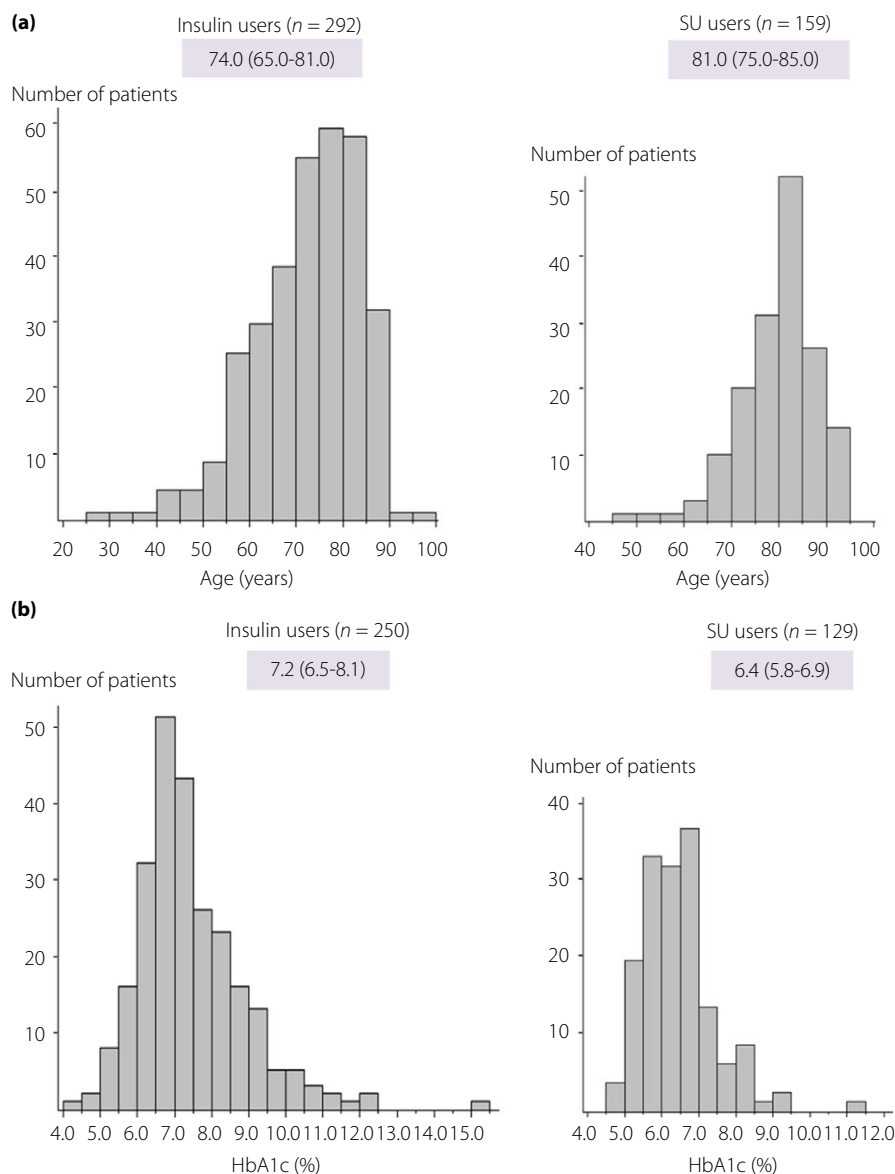 (a)
Insulin users (n = 292)
74.0 (65.0-81.0)
Number of patients
60
50
40
30
20
10
20 30 40 50 60 70 80 90 100
Age (years)
SU users (n = 159)
81.0 (75.0-85.0)
Number of patients
50
40
30
20
10
40 50 60 70 80 90 100
Age (years)
(b)
Insulin users (n = 250)
7.2 (6.5-8.1)
Number of patients
50
40
30
20
10
4.0 5.0 6.0 7.0 8.0 9.0 10.0 11.0 12.0 13.0 14.0 15.0
HbA1c (%)
SU users (n = 129)
6.4 (5.8-6.9)
Number of patients
40
30
20
10
4.0 5.0 6.0 7.0 8.0 9.0 10.0 11.0 12.0
HbA1c (%)